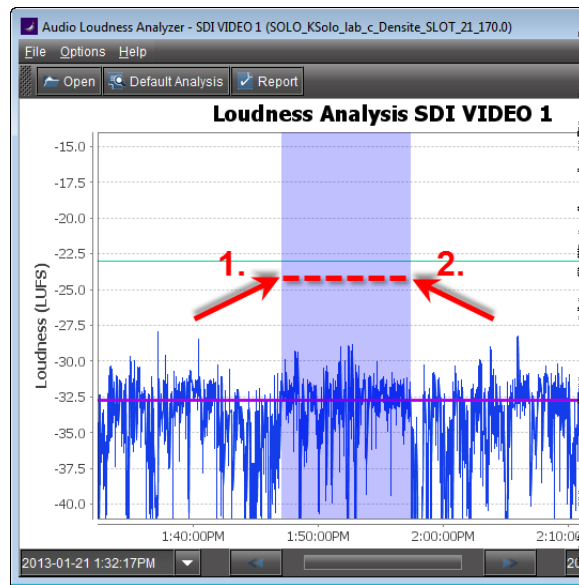 Audio Loudness Analyzer - SDI VIDEO 1 (SOLO_KSolo_lab_c_Densite_SLOT_21_170.0)
File Options Help
Open Default Analysis Report
Loudness Analysis SDI VIDEO 1
Loudness (LUFS)
-15.0
-17.5
-20.0
-22.5
-25.0
-27.5
-30.0
-32.5
-35.0
-37.5
-40.0
1. 2.
1:40:00PM 1:50:00PM 2:00:00PM
2013-01-21 1:32:17PM